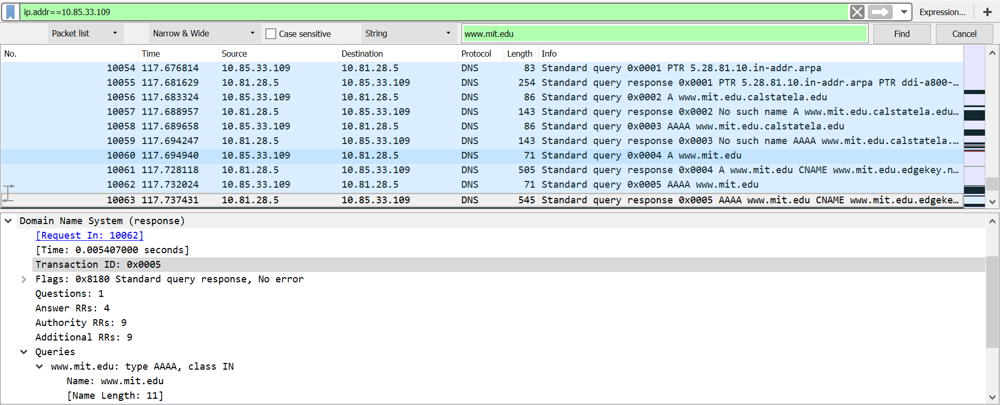 ip.addr==10.85.33.109 Expression... +
Packet list Narrow & Wide Case sensitive String www.mit.edu Find Cancel
No. Time Source Destination Protocol Length Info
10054 117.676814 10.85.33.109 10.81.28.5 DNS 83 Standard query 0x0001 PTR 5.28.81.10.in-addr.arpa
10055 117.681629 10.81.28.5 10.85.33.109 DNS 254 Standard query response 0x0001 PTR 5.28.81.10.in-addr.arpa PTR ddi-a800-…
10056 117.683324 10.85.33.109 10.81.28.5 DNS 86 Standard query 0x0002 A www.mit.edu.calstatela.edu
10057 117.688957 10.81.28.5 10.85.33.109 DNS 143 Standard query response 0x0002 No such name A www.mit.edu.calstatela.edu…
10058 117.689658 10.85.33.109 10.81.28.5 DNS 86 Standard query 0x0003 AAAA www.mit.edu.calstatela.edu
10059 117.694247 10.81.28.5 10.85.33.109 DNS 143 Standard query response 0x0003 No such name AAAA www.mit.edu.calstatela.…
10060 117.694940 10.85.33.109 10.81.28.5 DNS 71 Standard query 0x0004 A www.mit.edu
10061 117.728118 10.81.28.5 10.85.33.109 DNS 505 Standard query response 0x0004 A www.mit.edu CNAME www.mit.edu.edgekey.n…
10062 117.732024 10.85.33.109 10.81.28.5 DNS 71 Standard query 0x0005 AAAA www.mit.edu
10063 117.737431 10.81.28.5 10.85.33.109 DNS 545 Standard query response 0x0005 AAAA www.mit.edu CNAME www.mit.edu.edgeke…
Domain Name System (response)
[Request In: 10062]
[Time: 0.005407000 seconds]
Transaction ID: 0x0005
Flags: 0x8180 Standard query response, No error
Questions: 1
Answer RRs: 4
Authority RRs: 9
Additional RRs: 9
Queries
www.mit.edu: type AAAA, class IN
Name: www.mit.edu
[Name Length: 11]